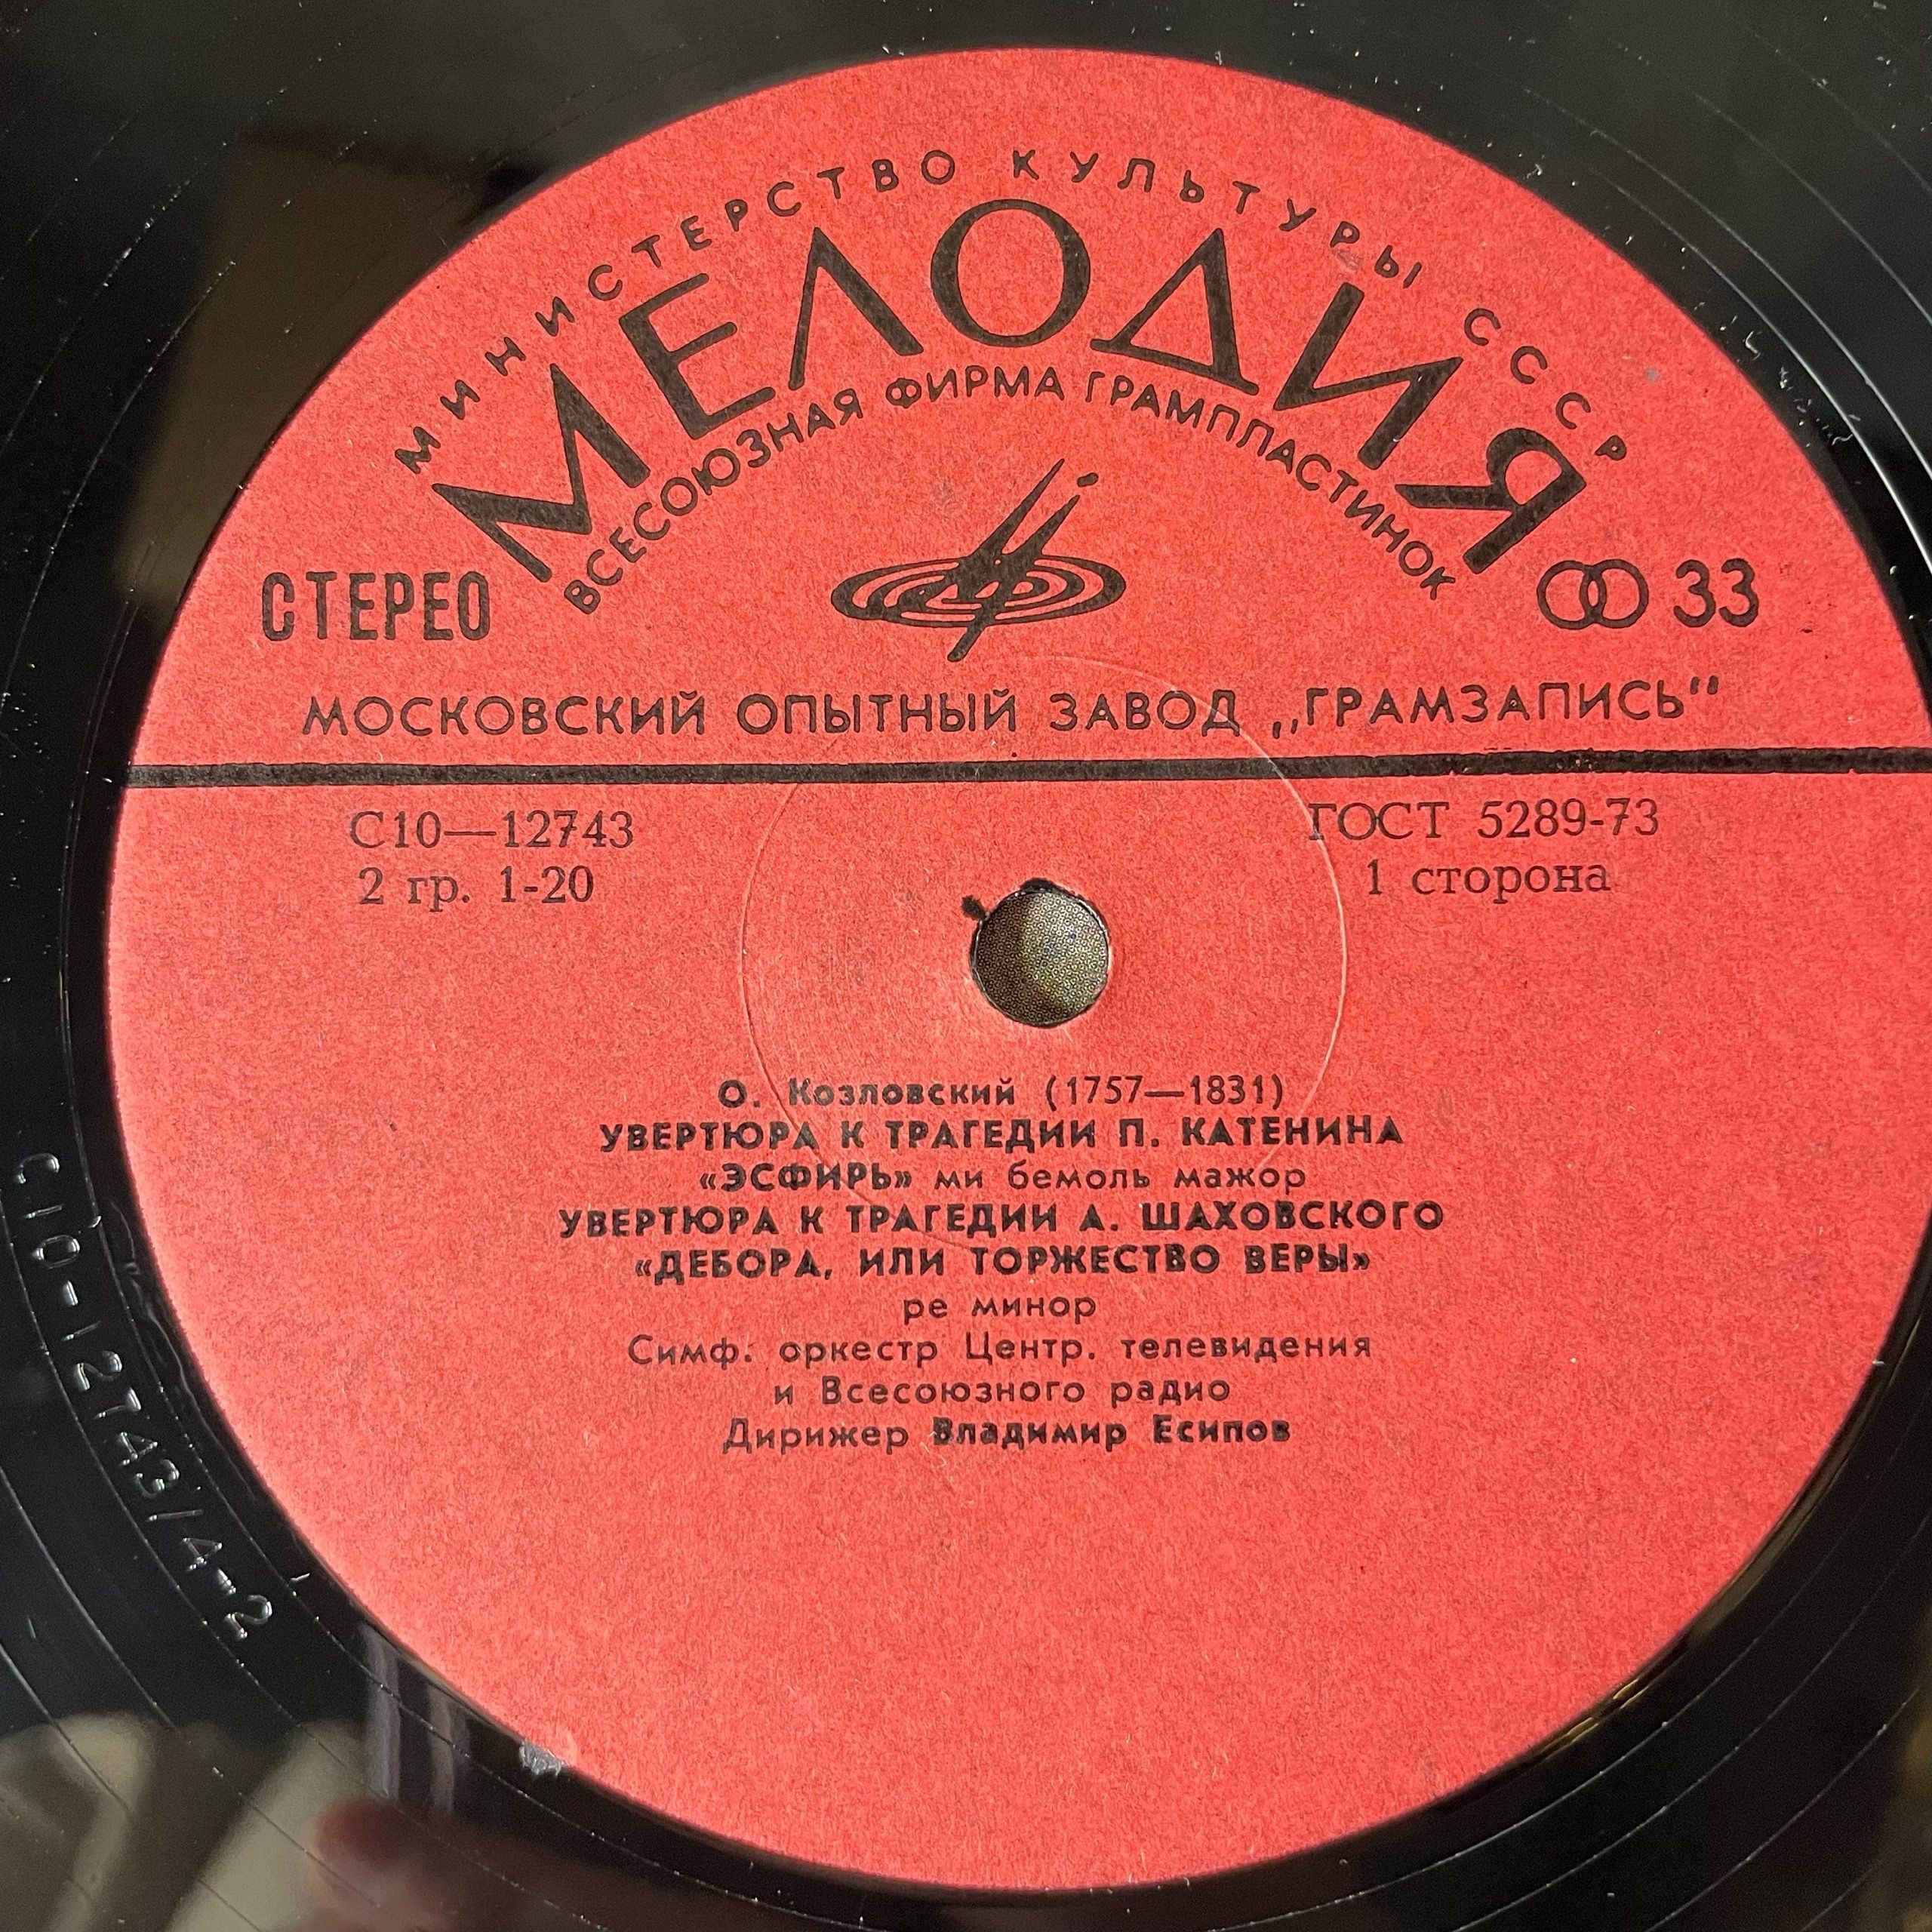 МИНИСТЕРСТВО КУЛЬТУРЫ СССР
МЕЛОДИЯ
ВСЕСОЮЗНАЯ ФИРМА ГРАМПЛАСТИНОК
СТЕРЕО
33
МОСКОВСКИЙ ОПЫТНЫЙ ЗАВОД „ГРАМЗАПИСЬ“
С10—12743
ГОСТ 5289-73
2 гр. 1-20
1 сторона
О. Козловский (1757—1831)
УВЕРТЮРА К ТРАГЕДИИ П. КАТЕНИНА
«ЭСФИРЬ» ми бемоль мажор
УВЕРТЮРА К ТРАГЕДИИ А. ШАХОВСКОГО
«ДЕБОРА, ИЛИ ТОРЖЕСТВО ВЕРЫ»
ре минор
Симф. оркестр Центр. телевидения
и Всесоюзного радио
Дирижер Владимир Есипов
С10-12743/4-2